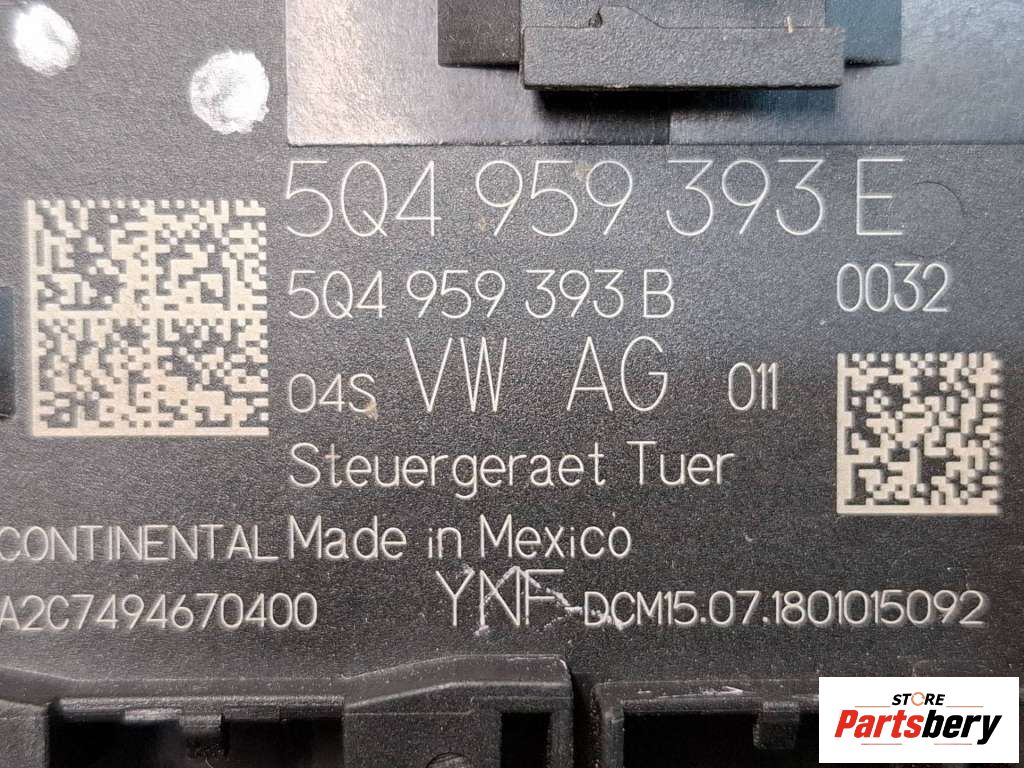 5Q4 959 393 E
5Q4 959 393 B 0032
04S VW AG 011
Steuergeraet Tuer
CONTINENTAL Made in Mexico
A2C7494670400 YNF DCM15.07.1801015092
STORE
Partsbery